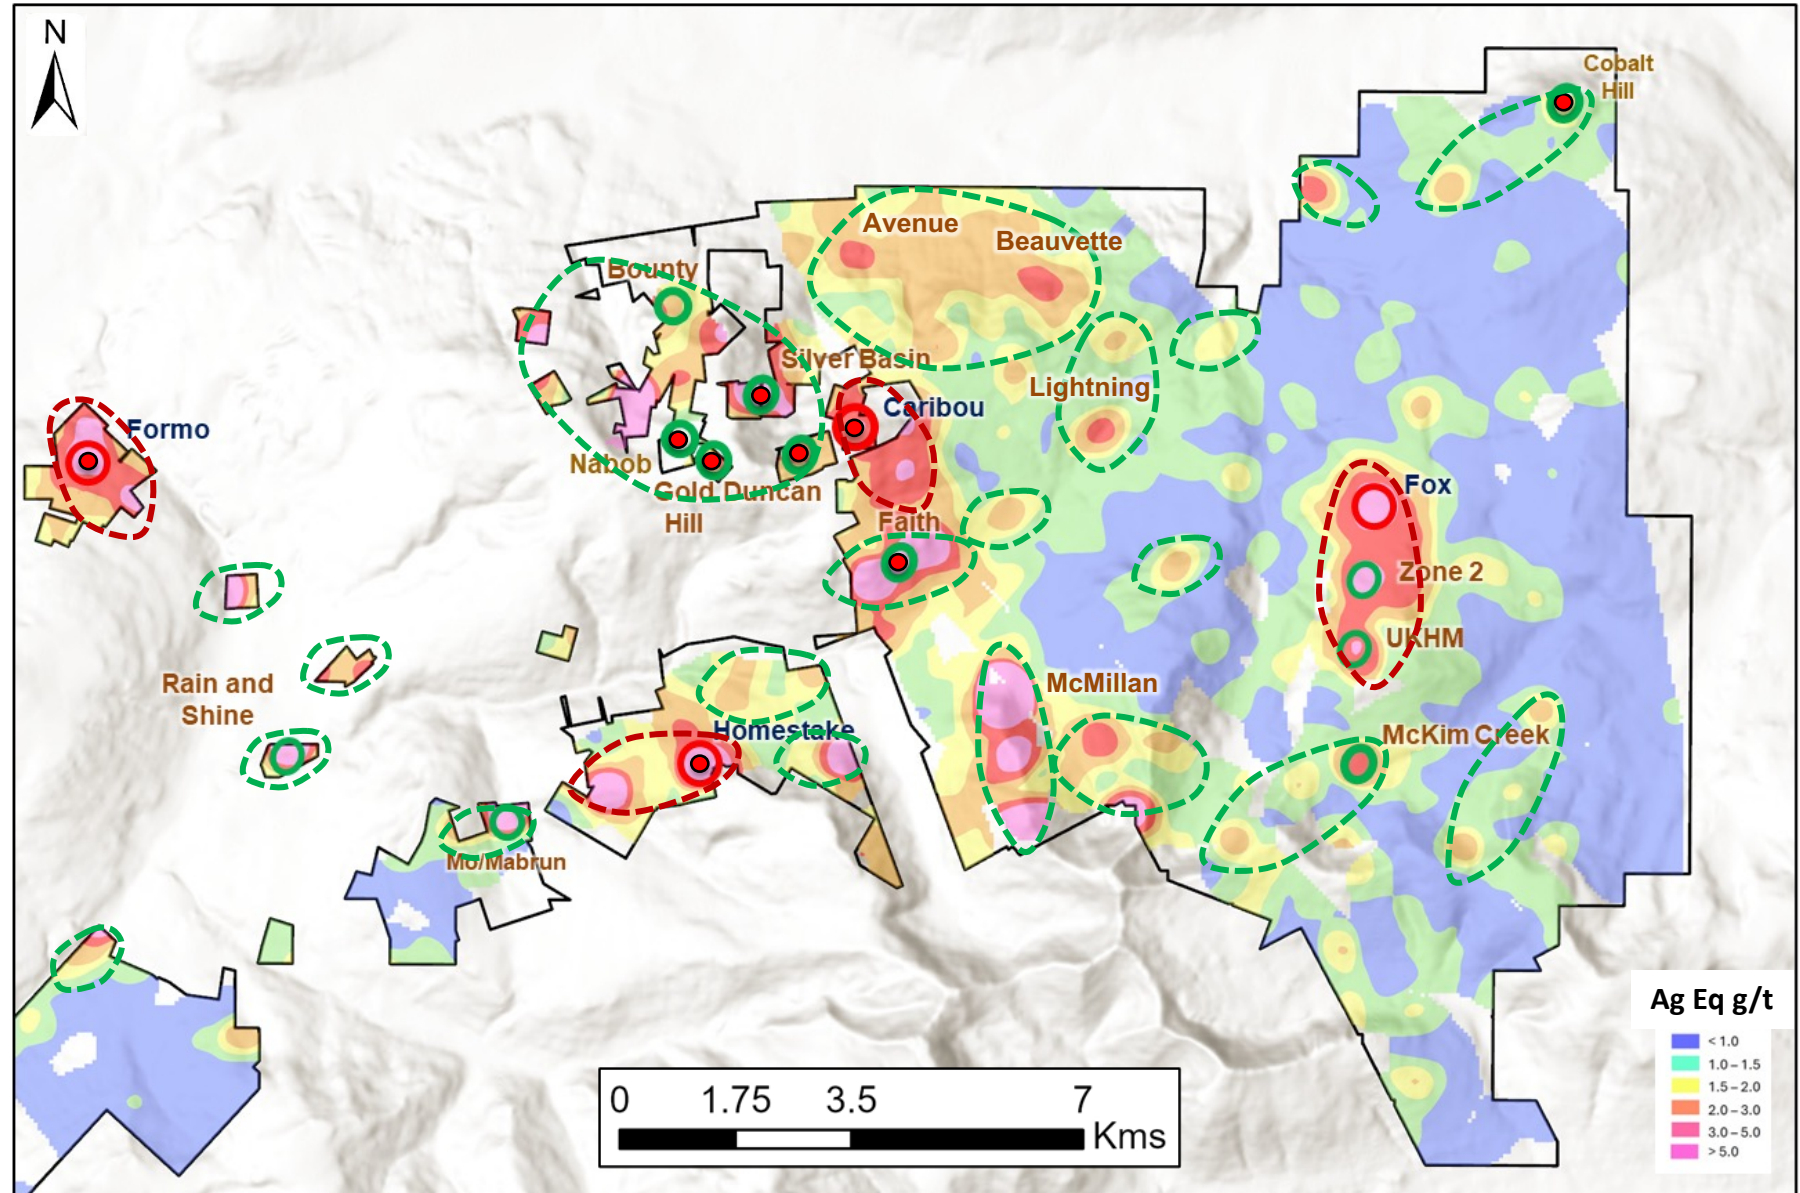 N
Cobalt
Hill
Avenue
Beauvette
Bounty
Silver Basin
Lightning
Caribou
Formo
Nabob
Gold Duncan
Hill
Fox
Faith
Zone 2
UKHM
Rain and
Shine
McMillan
Homestake
McKim Creek
Mo/Mabrun
Ag Eq g/t
< 1.0
1.0 – 1.5
1.5 – 2.0
2.0 – 3.0
3.0 – 5.0
> 5.0
0 1.75 3.5 7
Kms